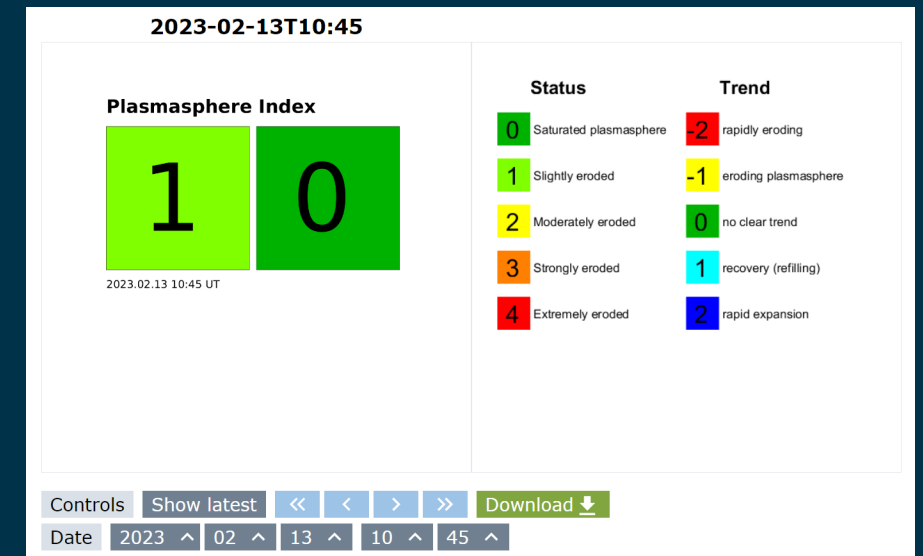 2023-02-13T10:45
Plasmasphere Index
1 0
2023.02.13 10:45 UT
Status Trend
0 Saturated plasmasphere -2 rapidly eroding
1 Slightly eroded -1 eroding plasmasphere
2 Moderately eroded 0 no clear trend
3 Strongly eroded 1 recovery (refilling)
4 Extremely eroded 2 rapid expansion
Controls Show latest << < > >> Download
Date 2023 02 13 10 45